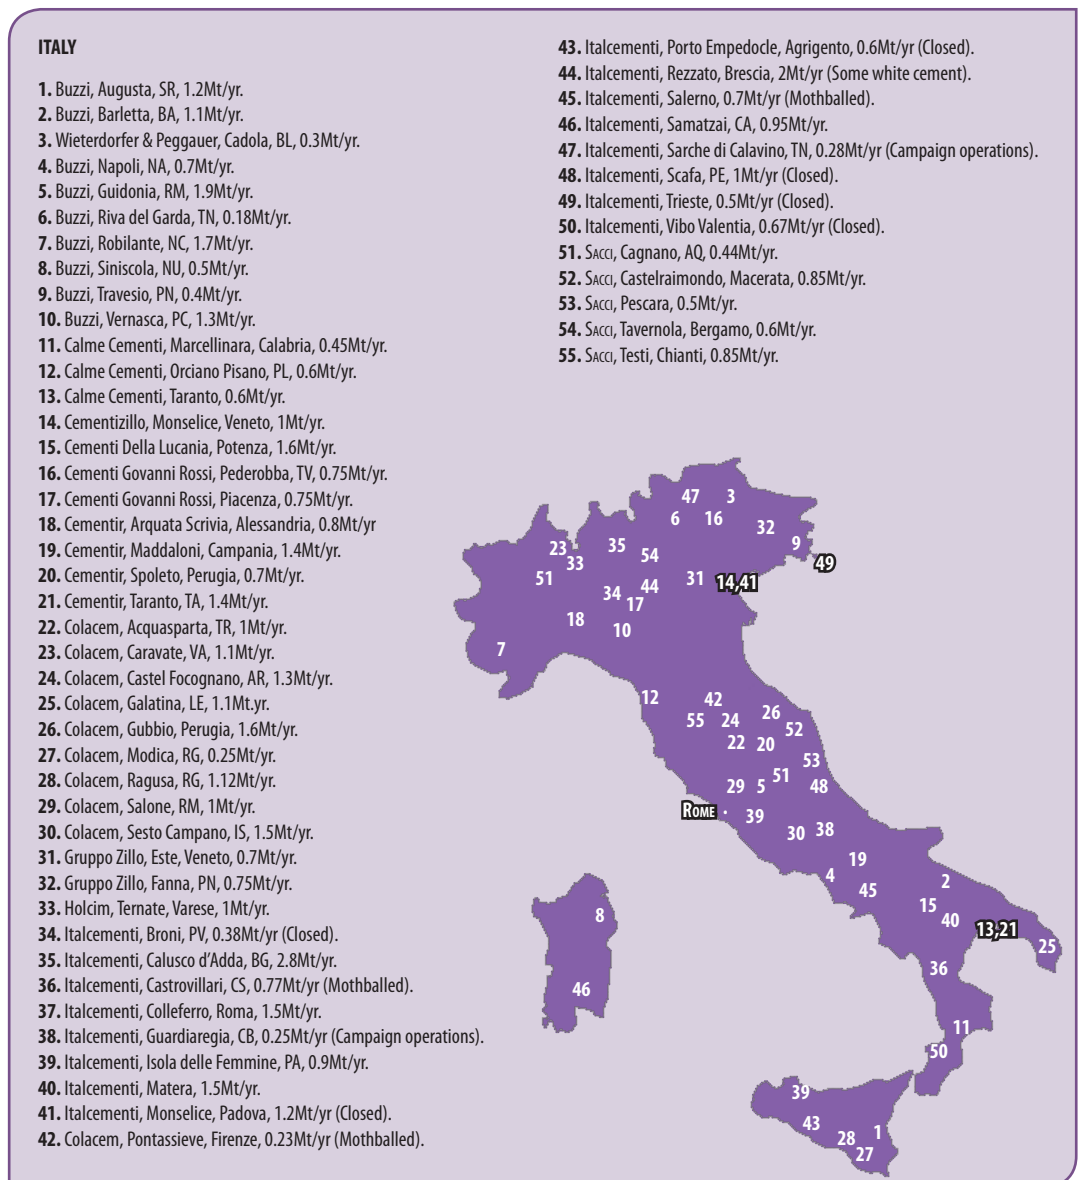 ITALY
1. Buzzi, Augusta, SR, 1.2Mt/yr.
2. Buzzi, Barletta, BA, 1.1Mt/yr.
3. Wieterdorfer & Peggauer, Cadola, BL, 0.3Mt/yr.
4. Buzzi, Napoli, NA, 0.7Mt/yr.
5. Buzzi, Guidonia, RM, 1.9Mt/yr.
6. Buzzi, Riva del Garda, TN, 0.18Mt/yr.
7. Buzzi, Robilante, NC, 1.7Mt/yr.
8. Buzzi, Siniscola, NU, 0.5Mt/yr.
9. Buzzi, Travesio, PN, 0.4Mt/yr.
10. Buzzi, Vernasca, PC, 1.3Mt/yr.
11. Calme Cementi, Marcellinara, Calabria, 0.45Mt/yr.
12. Calme Cementi, Orciano Pisano, PL, 0.6Mt/yr.
13. Calme Cementi, Taranto, 0.6Mt/yr.
14. Cementizillo, Monselice, Veneto, 1Mt/yr.
15. Cementi Della Lucania, Potenza, 1.6Mt/yr.
16. Cementi Govanni Rossi, Pederobba, TV, 0.75Mt/yr.
17. Cementi Govanni Rossi, Piacenza, 0.75Mt/yr.
18. Cementir, Arquata Scrivia, Alessandria, 0.8Mt/yr
19. Cementir, Maddaloni, Campania, 1.4Mt/yr.
20. Cementir, Spoleto, Perugia, 0.7Mt/yr.
21. Cementir, Taranto, TA, 1.4Mt/yr.
22. Colacem, Acquasparta, TR, 1Mt/yr.
23. Colacem, Caravate, VA, 1.1Mt/yr.
24. Colacem, Castel Focognano, AR, 1.3Mt/yr.
25. Colacem, Galatina, LE, 1.1Mt.yr.
26. Colacem, Gubbio, Perugia, 1.6Mt/yr.
27. Colacem, Modica, RG, 0.25Mt/yr.
28. Colacem, Ragusa, RG, 1.12Mt/yr.
29. Colacem, Salone, RM, 1Mt/yr.
30. Colacem, Sesto Campano, IS, 1.5Mt/yr.
31. Gruppo Zillo, Este, Veneto, 0.7Mt/yr.
32. Gruppo Zillo, Fanna, PN, 0.75Mt/yr.
33. Holcim, Ternate, Varese, 1Mt/yr.
34. Italcementi, Broni, PV, 0.38Mt/yr (Closed).
35. Italcementi, Calusco d'Adda, BG, 2.8Mt/yr.
36. Italcementi, Castrovillari, CS, 0.77Mt/yr (Mothballed).
37. Italcementi, Colleferro, Roma, 1.5Mt/yr.
38. Italcementi, Guardiaregia, CB, 0.25Mt/yr (Campaign operations).
39. Italcementi, Isola delle Femmine, PA, 0.9Mt/yr.
40. Italcementi, Matera, 1.5Mt/yr.
41. Italcementi, Monselice, Padova, 1.2Mt/yr (Closed).
42. Colacem, Pontassieve, Firenze, 0.23Mt/yr (Mothballed).
43. Italcementi, Porto Empedocle, Agrigento, 0.6Mt/yr (Closed).
44. Italcementi, Rezzato, Brescia, 2Mt/yr (Some white cement).
45. Italcementi, Salerno, 0.7Mt/yr (Mothballed).
46. Italcementi, Samatzai, CA, 0.95Mt/yr.
47. Italcementi, Sarche di Calavino, TN, 0.28Mt/yr (Campaign operations).
48. Italcementi, Scafa, PE, 1Mt/yr (Closed).
49. Italcementi, Trieste, 0.5Mt/yr (Closed).
50. Italcementi, Vibo Valentia, 0.67Mt/yr (Closed).
51. SACCI, Cagnano, AQ, 0.44Mt/yr.
52. SACCI, Castelraimondo, Macerata, 0.85Mt/yr.
53. SACCI, Pescara, 0.5Mt/yr.
54. SACCI, Tavernola, Bergamo, 0.6Mt/yr.
55. SACCI, Testi, Chianti, 0.85Mt/yr.
47 3
6 16
32
23 35 9
33 54 49
51 44 31 14,41
34 17
18 10
7
12 42 26
55 24 52
22 20
53
51
29 5 48
ROME 39
30 38
19
4 45 2
15
8 40 13,21
25
36
46
11
50
39
43 1
28
27